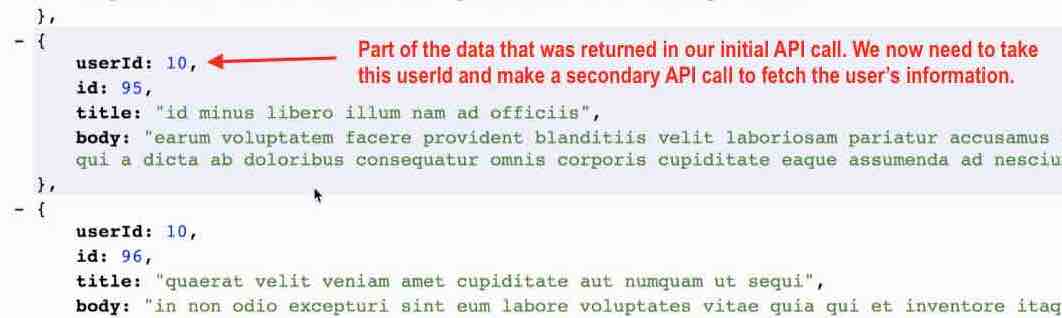 },
- {
userId: 10,
Part of the data that was returned in our initial API call. We now need to take
this userId and make a secondary API call to fetch the user's information.
id: 95,
title: "id minus libero illum nam ad officiis",
body: "earum voluptatem facere provident blanditiis velit laboriosam pariatur accusamus
qui a dicta ab doloribus consequatur omnis corporis cupiditate eaque assumenda ad nesciu
},
- {
userId: 10,
id: 96,
title: "quaerat velit veniam amet cupiditate aut numquam ut sequi",
body: "in non odio excepturi sint eum labore voluptates vitae quia qui et inventore itaq